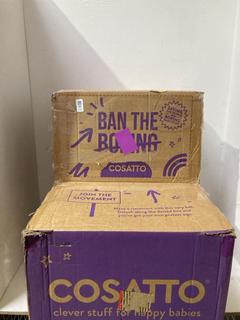 BAN THE
BORING
COSATTO
JOIN THE
MOVEMENT
COSATTO
clever stuff for happy babies